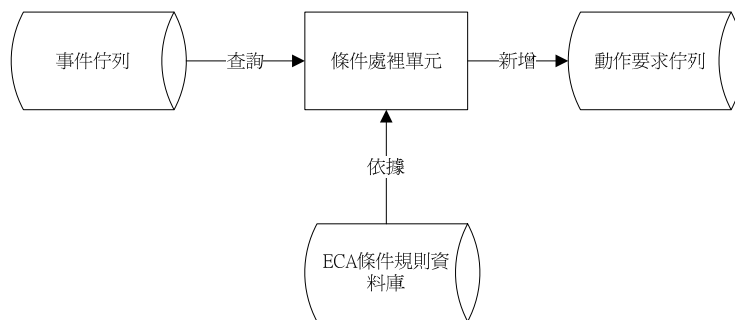 事件佇列
查詢
條件處裡單元
新增
動作要求佇列
依據
ECA條件規則資
料庫